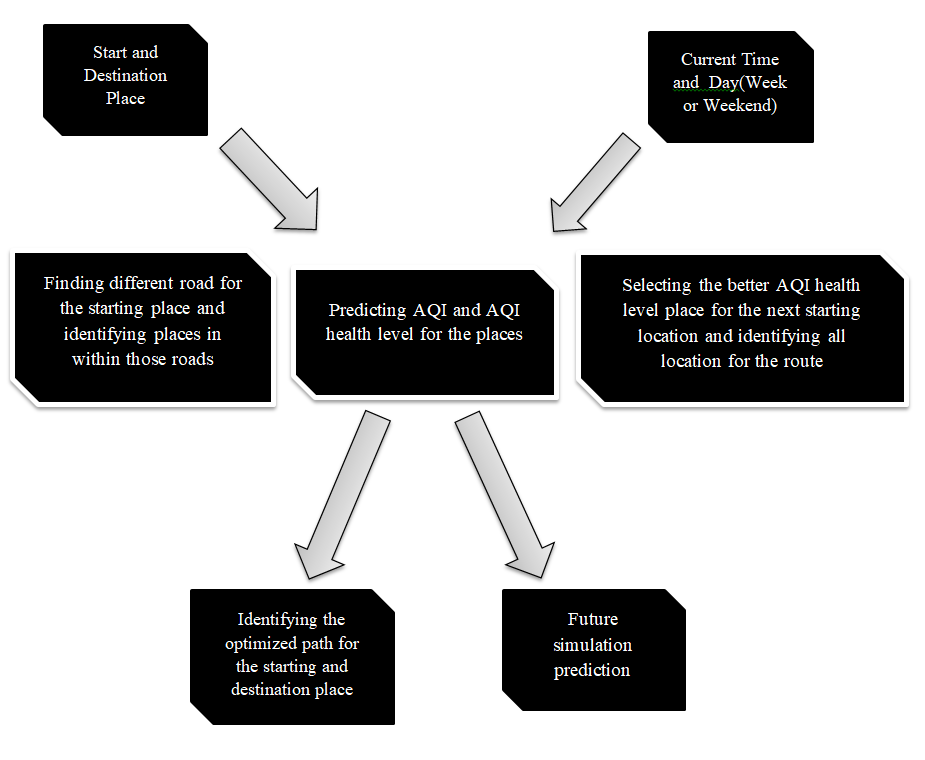 Start and
Destination
Place
Current Time
and Day(Week
or Weekend)
Finding different road for
the starting place and
identifying places in
within those roads
Predicting AQI and AQI
health level for the places
Selecting the better AQI health
level place for the next starting
location and identifying all
location for the route
Identifying the
optimized path for
the starting and
destination place
Future
simulation
prediction